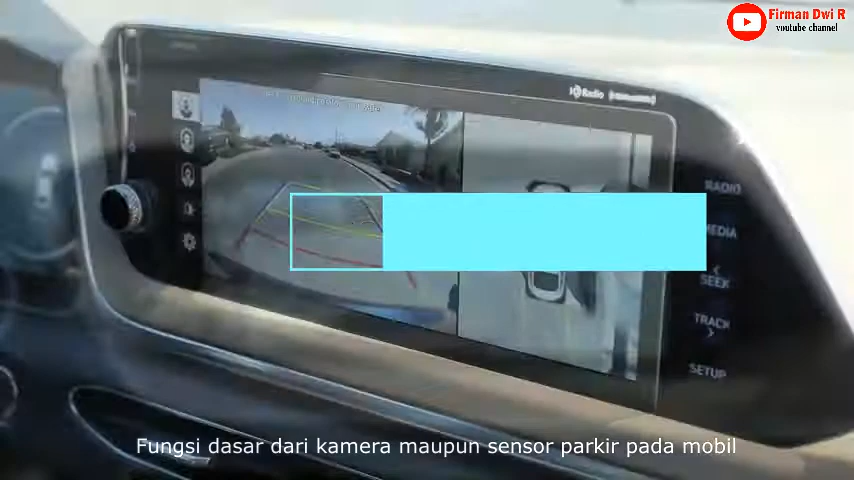 Firman Dwi R
youtube channel
HD Radio
RADIO
MEDIA
SEEK
TRACK
SETUP
Fungsi dasar dari kamera maupun sensor parkir pada mobil